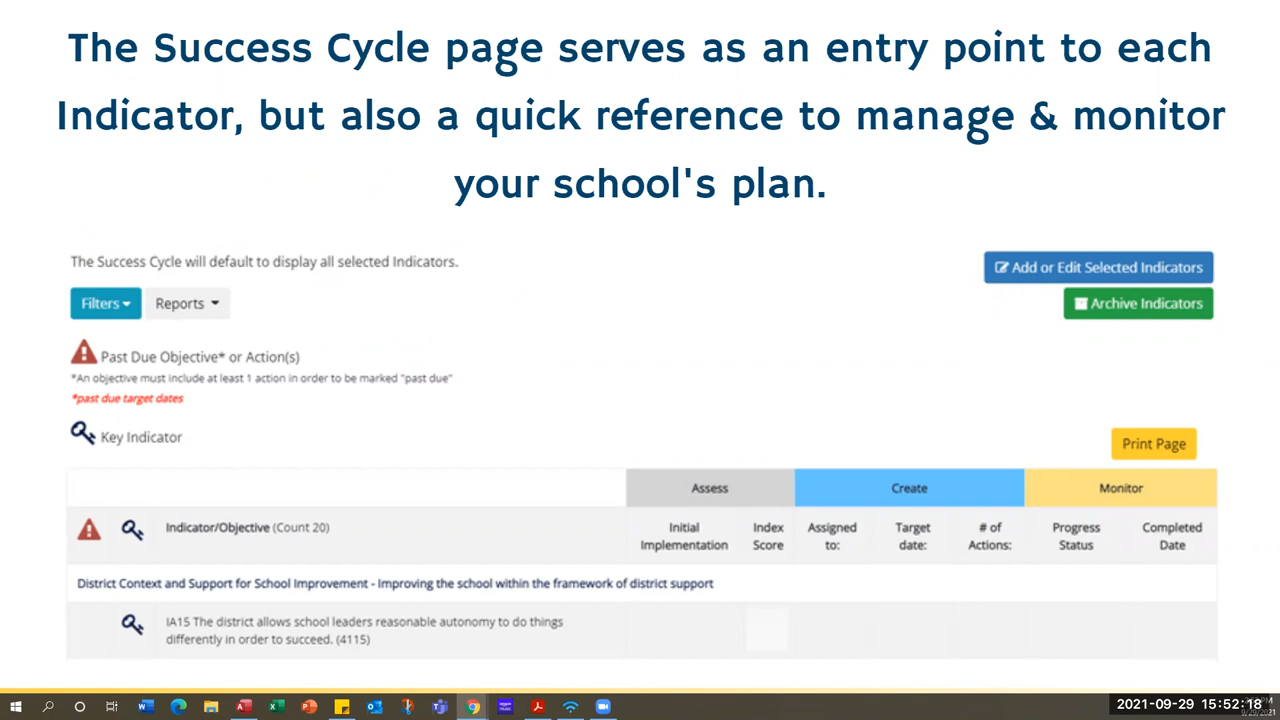 The Success Cycle page serves as an entry point to each
Indicator, but also a quick reference to manage & monitor
your school's plan.
The Success Cycle will default to display all selected Indicators.
Add or Edit Selected Indicators
Filters
Reports
Archive Indicators
Past Due Objective* or Action(s)
*An objective must include at least 1 action in order to be marked "past due"
*past due target dates
Key Indicator
Print Page
Assess
Create
Monitor
Indicator/Objective (Count 20)
Initial
Implementation
Index
Score
Assigned
to:
Target
date:
# of
Actions:
Progress
Status
Completed
Date
District Context and Support for School Improvement - Improving the school within the framework of district support
IA15 The district allows school leaders reasonable autonomy to do things
differently in order to succeed. (4115)
2021-09-29 15:52:18